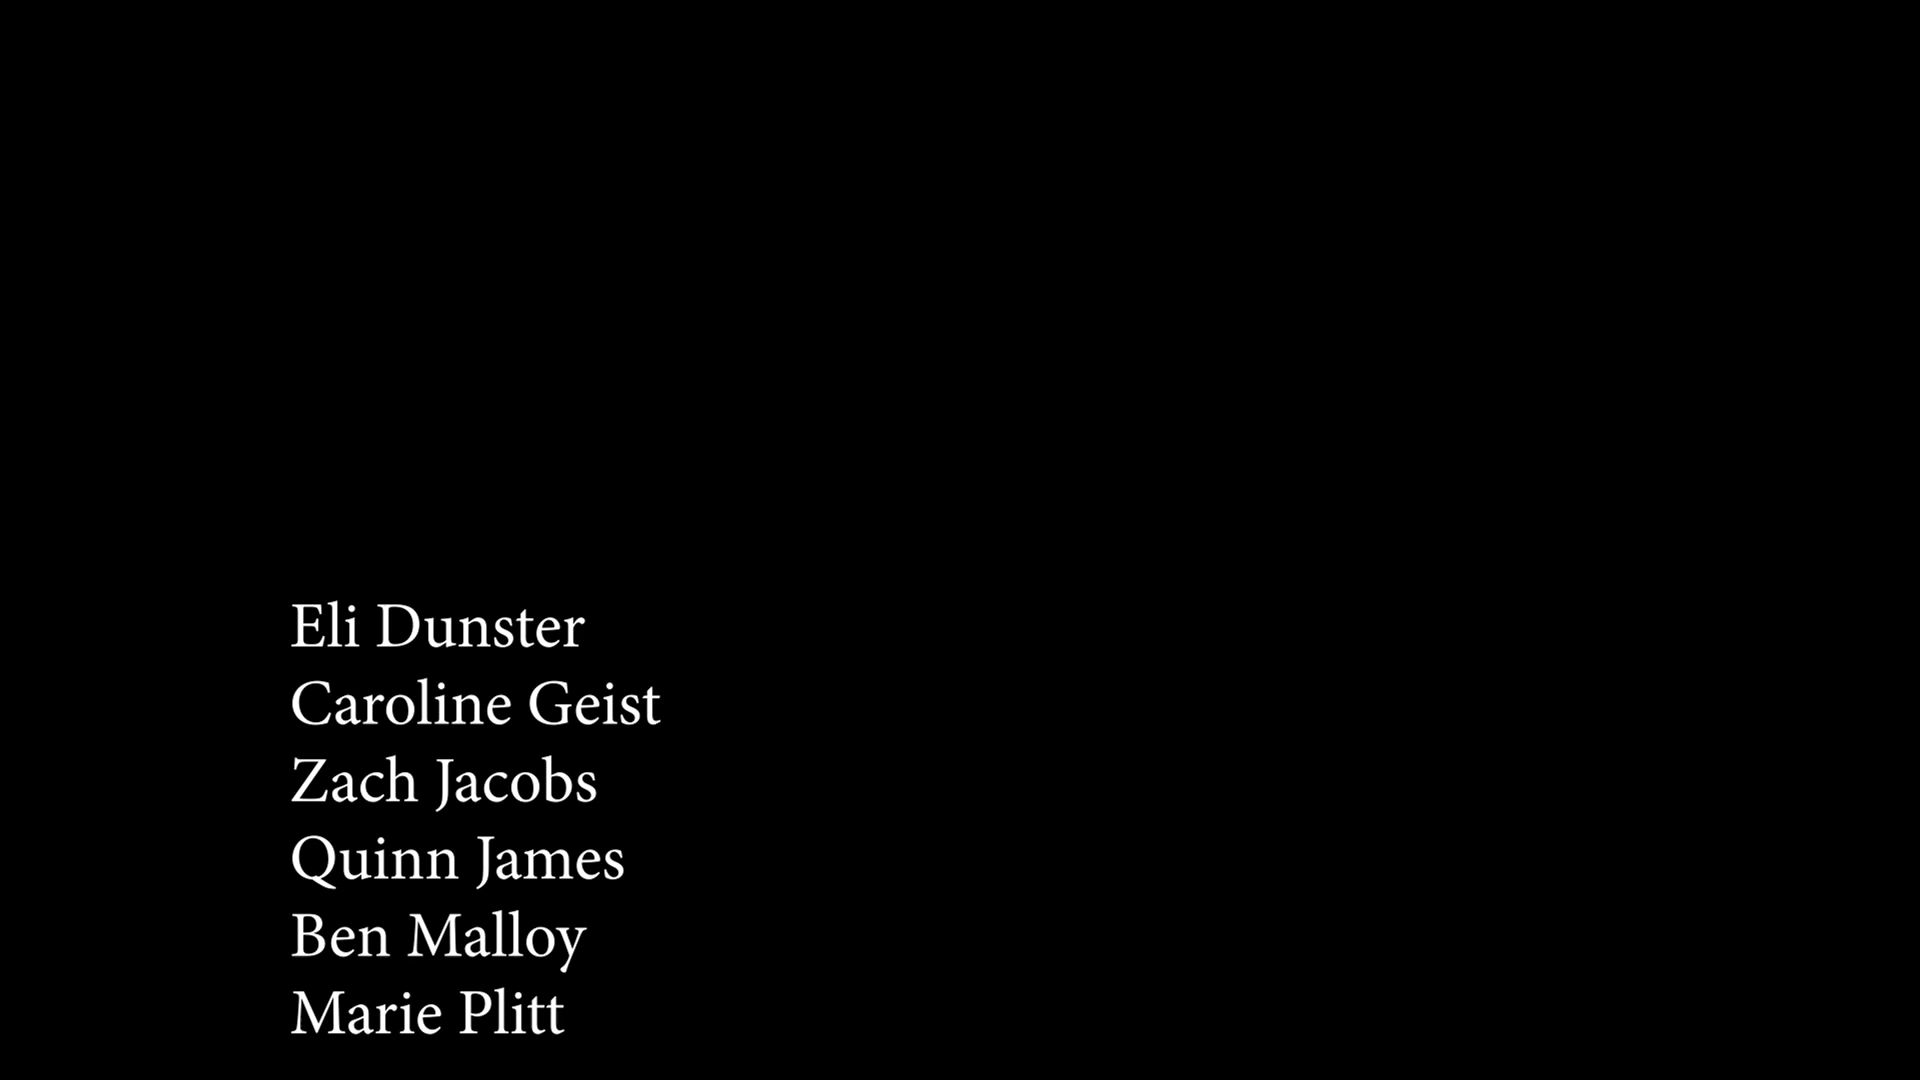 Eli Dunster
Caroline Geist
Zach Jacobs
Quinn James
Ben Malloy
Marie Plitt